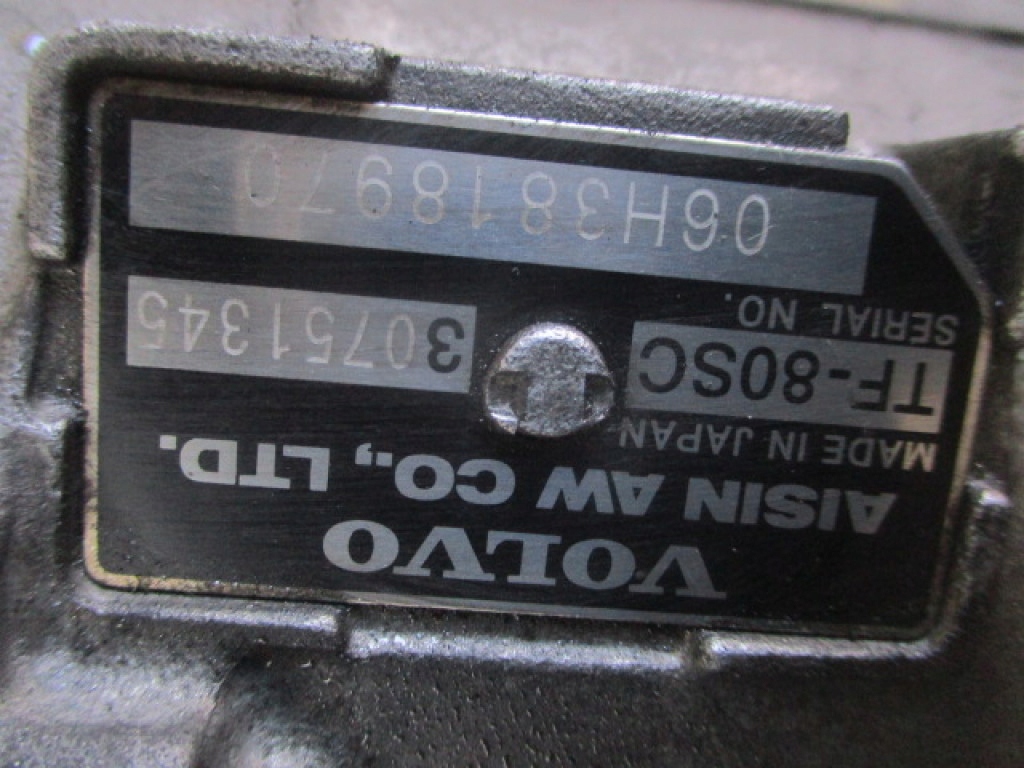 VOLVO
AISIN AW CO., LTD.
MADE IN JAPAN
TF-80SC 30751345
SERIAL NO.
06H3818970